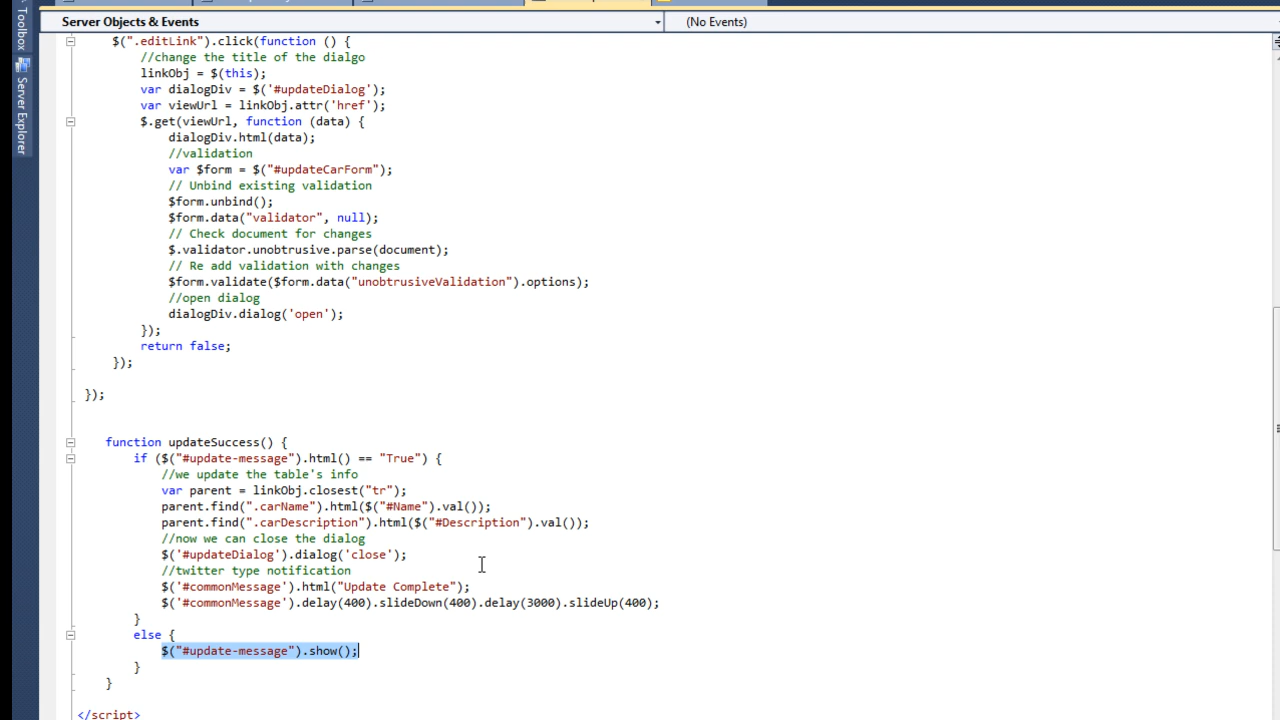 Server Objects & Events
(No Events)
Toolbox
Server Explorer
$(".editLink").click(function () {
//change the title of the dialgo
linkObj = $(this);
var dialogDiv = $('#updateDialog');
var viewUrl = linkObj.attr('href');
$.get(viewUrl, function (data) {
dialogDiv.html(data);
//validation
var $form = $("#updateCarForm");
// Unbind existing validation
$form.unbind();
$form.data("validator", null);
// Check document for changes
$.validator.unobtrusive.parse(document);
// Re add validation with changes
$form.validate($form.data("unobtrusiveValidation").options);
//open dialog
dialogDiv.dialog('open');
});
return false;
});
});
function updateSuccess() {
if ($("#update-message").html() == "True") {
//we update the table's info
var parent = linkObj.closest("tr");
parent.find(".carName").html($("#Name").val());
parent.find(".carDescription").html($("#Description").val());
//now we can close the dialog
$('#updateDialog').dialog('close');
//twitter type notification
$('#commonMessage').html("Update Complete");
$('#commonMessage').delay(400).slideDown(400).delay(3000).slideUp(400);
}
else {
$("#update-message").show();
}
}
</script>